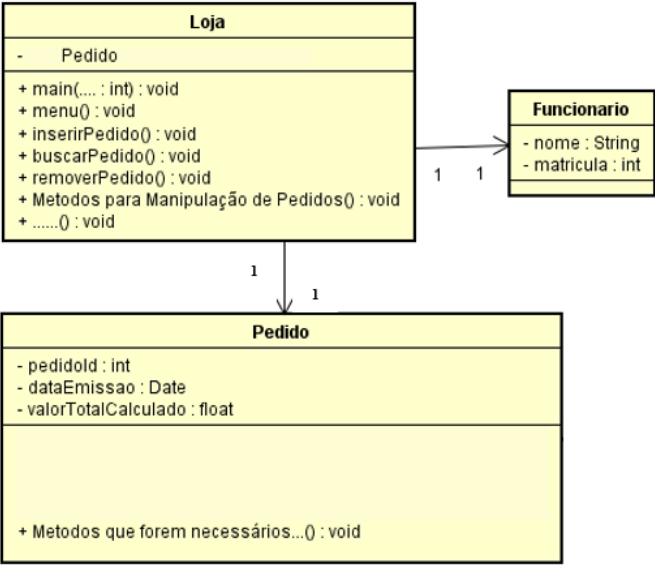 Loja
- Pedido
+ main(.... : int) : void
+ menu() : void
+ inserirPedido() : void
+ buscarPedido() : void
+ removerPedido() : void
+ Metodos para Manipulação de Pedidos() : void
+ ......() : void
Funcionario
- nome : String
- matricula : int
1 1
1
1
Pedido
- pedidoId : int
- dataEmissao : Date
- valorTotalCalculado : float
+ Metodos que forem necessários...() : void